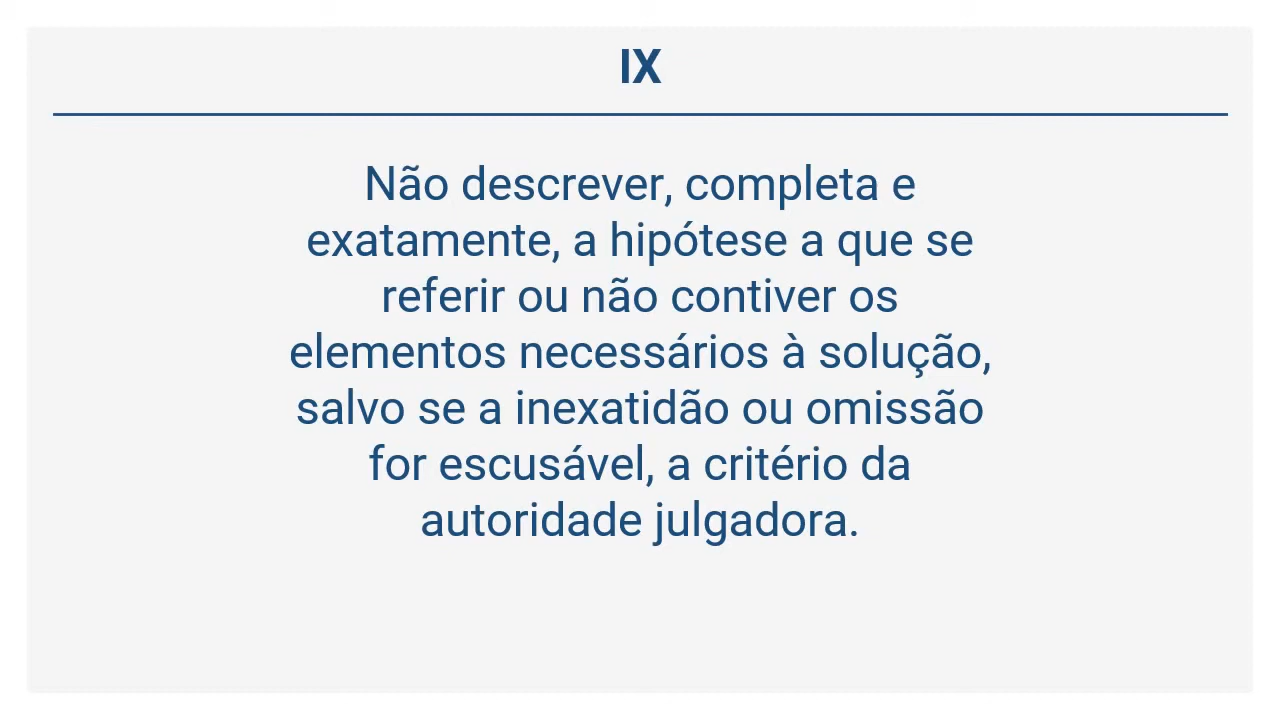 IX
Não descrever, completa e
exatamente, a hipótese a que se
referir ou não contiver os
elementos necessários à solução,
salvo se a inexatidão ou omissão
for escusável, a critério da
autoridade julgadora.